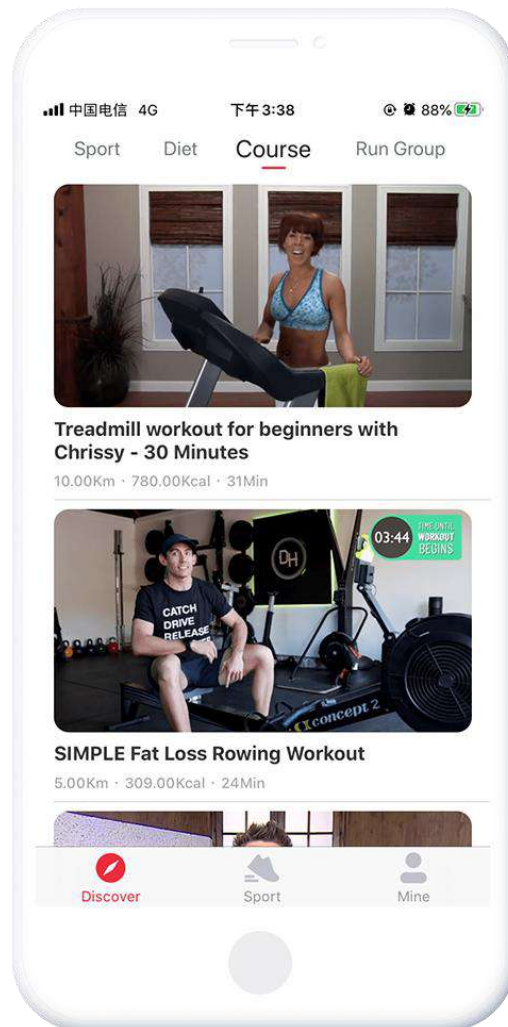 中国电信 4G 下午3:38 88%
Sport Diet Course Run Group
Treadmill workout for beginners with
Chrissy - 30 Minutes
10.00Km · 780.00Kcal · 31Min
03:44
TIME UNTIL
WORKOUT
BEGINS
DH
CATCH
DRIVE
RELEASE
concept 2
SIMPLE Fat Loss Rowing Workout
5.00Km · 309.00Kcal · 24Min
Discover Sport Mine